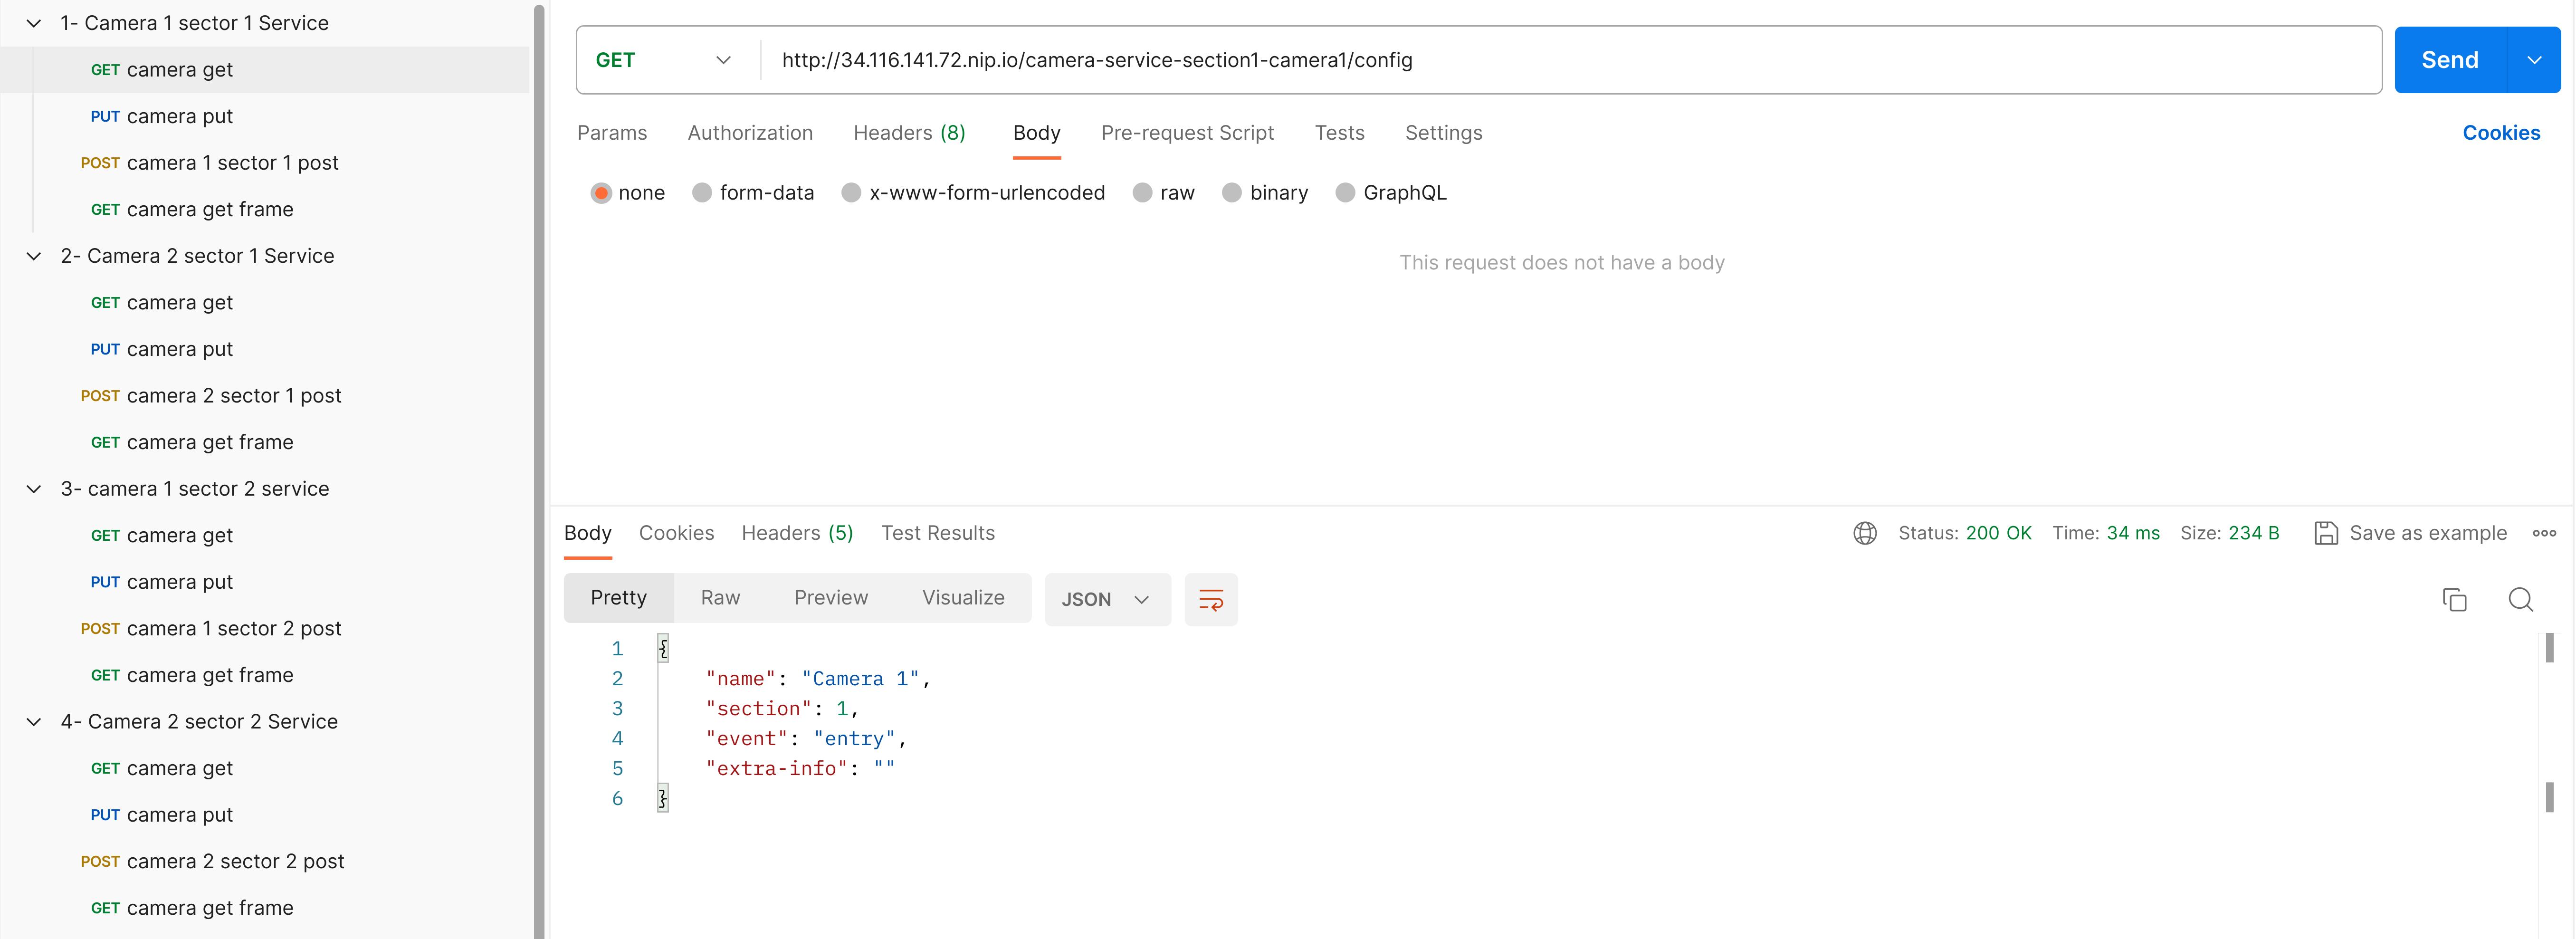 1- Camera 1 sector 1 Service
GET camera get
PUT camera put
POST camera 1 sector 1 post
GET camera get frame
2- Camera 2 sector 1 Service
GET camera get
PUT camera put
POST camera 2 sector 1 post
GET camera get frame
3- camera 1 sector 2 service
GET camera get
PUT camera put
POST camera 1 sector 2 post
GET camera get frame
4- Camera 2 sector 2 Service
GET camera get
PUT camera put
POST camera 2 sector 2 post
GET camera get frame
GET http://34.116.141.72.nip.io/camera-service-section1-camera1/config Send
Params Authorization Headers (8) Body Pre-request Script Tests Settings Cookies
none form-data x-www-form-urlencoded raw binary GraphQL
This request does not have a body
Body Cookies Headers (5) Test Results Status: 200 OK Time: 34 ms Size: 234 B Save as example
Pretty Raw Preview Visualize JSON
1 {
2 "name": "Camera 1",
3 "section": 1,
4 "event": "entry",
5 "extra-info": ""
6 }